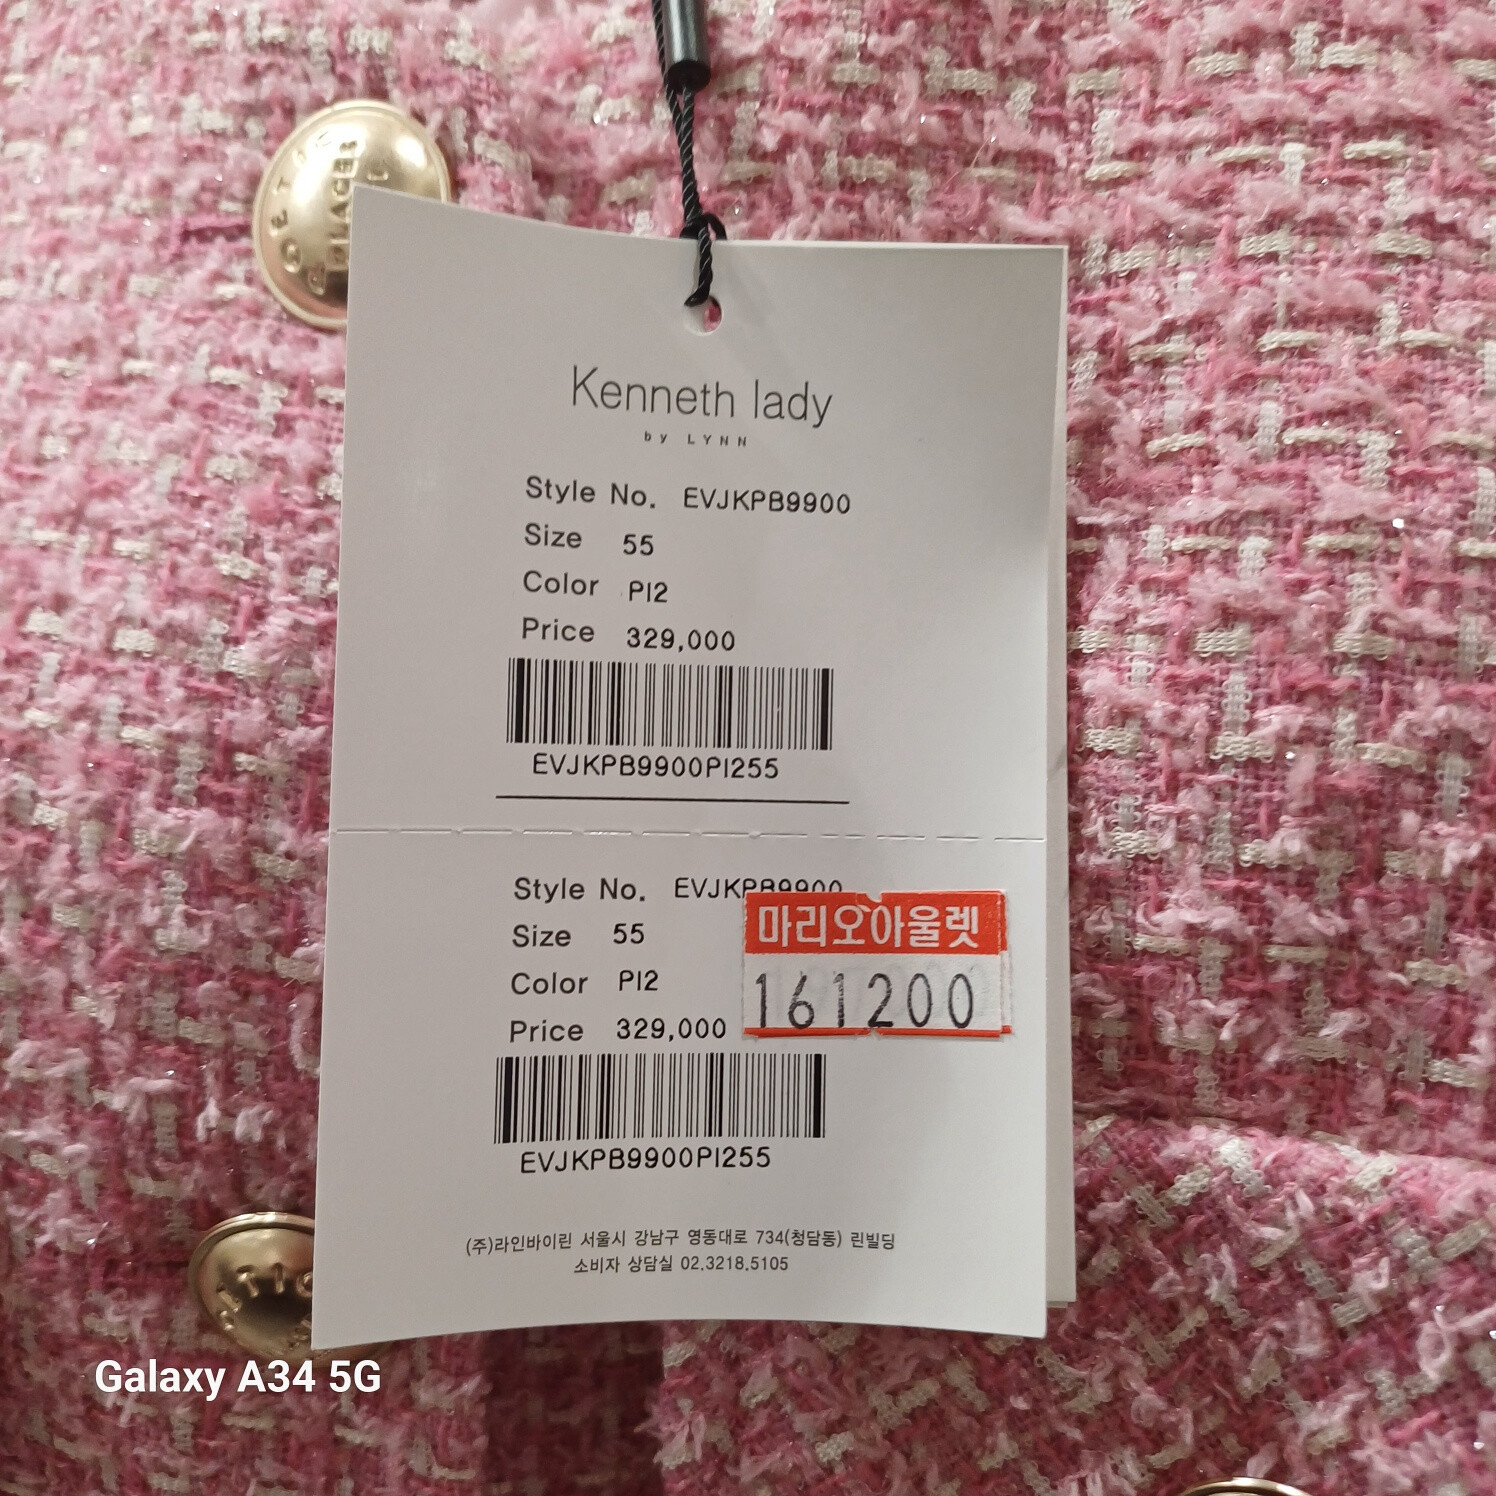 PLACES
Kenneth lady
by LYNN
Style No. EVJKPB9900
Size 55
Color PI2
Price 329,000
EVJKPB9900PI255
Style No. EVJKPB9900
Size 55
Color PI2
Price 329,000
마리오아울렛
161200
EVJKPB9900PI255
(주)라인바이린 서울시 강남구 영동대로 734(청담동) 린빌딩
소비자 상담실 02.3218.5105
Galaxy A34 5G